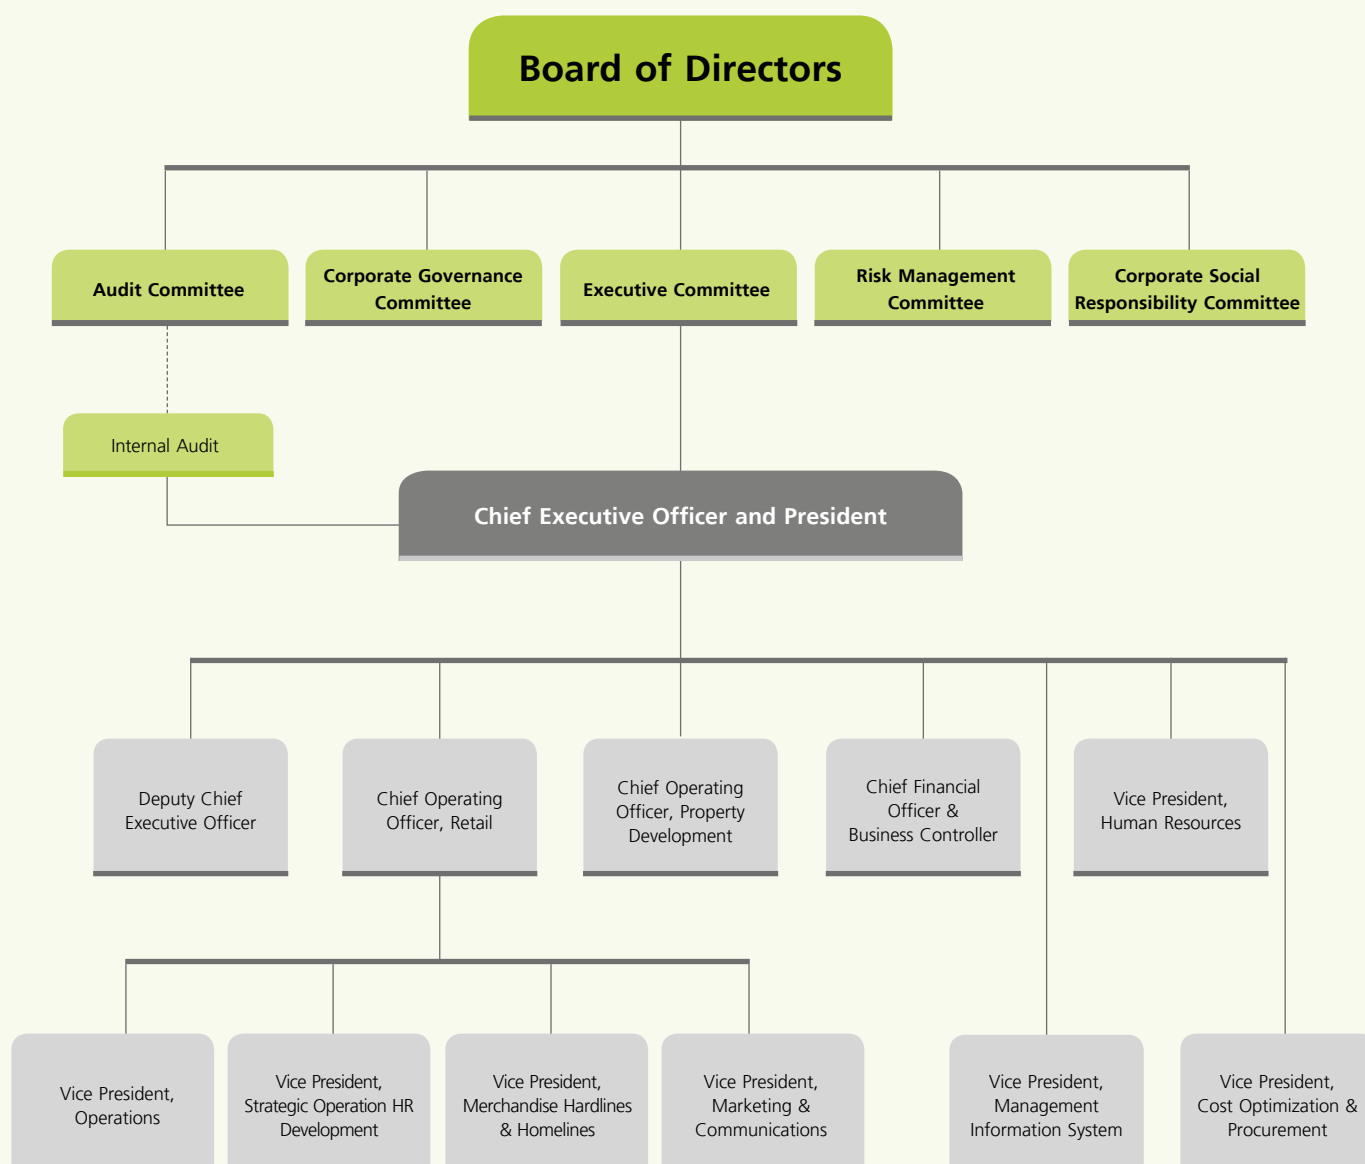 Board of Directors
Audit Committee
Corporate Governance
Committee
Executive Committee
Risk Management
Committee
Corporate Social
Responsibility Committee
Internal Audit
Chief Executive Officer and President
Deputy Chief
Executive Officer
Chief Operating
Officer, Retail
Chief Operating
Officer, Property
Development
Chief Financial
Officer &
Business Controller
Vice President,
Human Resources
Vice President,
Operations
Vice President,
Strategic Operation HR
Development
Vice President,
Merchandise Hardlines
& Homelines
Vice President,
Marketing &
Communications
Vice President,
Management
Information System
Vice President,
Cost Optimization &
Procurement